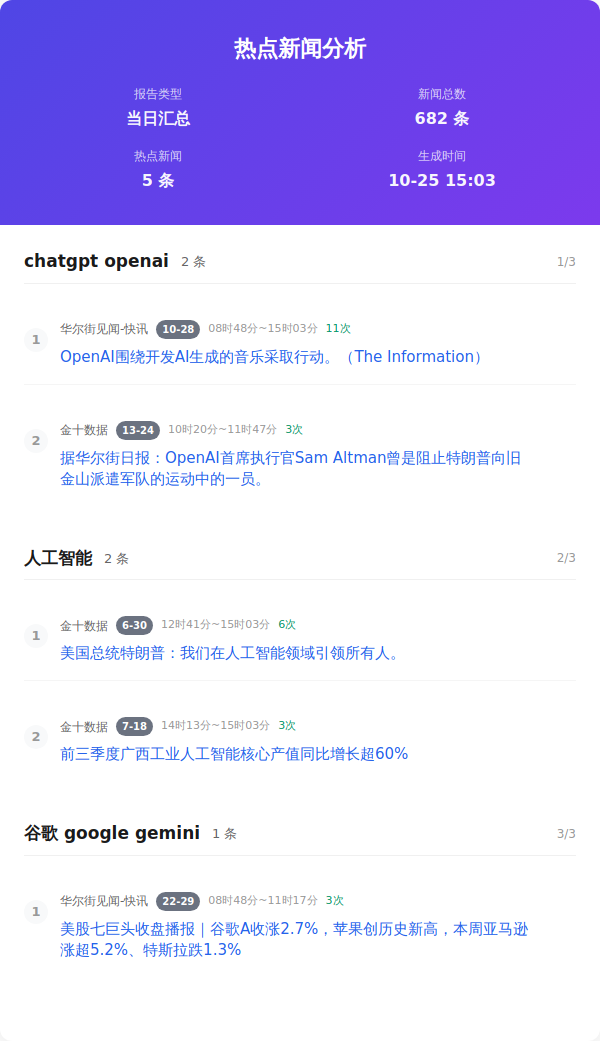 热点新闻分析
报告类型
新闻总数
当日汇总
682 条
热点新闻
生成时间
5 条
10-25 15:03
chatgpt openai 2 条 1/3
1 华尔街见闻-快讯 10-28 08时48分~15时03分 11次
OpenAI围绕开发AI生成的音乐采取行动。（The Information）
2 金十数据 13-24 10时20分~11时47分 3次
据华尔街日报：OpenAI首席执行官Sam Altman曾是阻止特朗普向旧
金山派遣军队的运动中的一员。
人工智能 2 条 2/3
1 金十数据 6-30 12时41分~15时03分 6次
美国总统特朗普：我们在人工智能领域引领所有人。
2 金十数据 7-18 14时13分~15时03分 3次
前三季度广西工业人工智能核心产值同比增长超60%
谷歌 google gemini 1 条 3/3
1 华尔街见闻-快讯 22-29 08时48分~11时17分 3次
美股七巨头收盘播报｜谷歌A收涨2.7%，苹果创历史新高，本周亚马逊
涨超5.2%、特斯拉跌1.3%